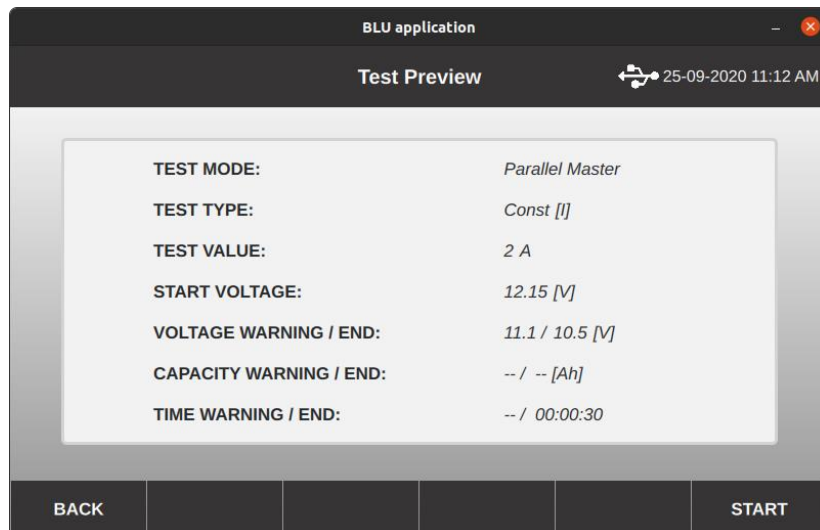 BLU application
Test Preview 25-09-2020 11:12 AM
TEST MODE: Parallel Master
TEST TYPE: Const [I]
TEST VALUE: 2 A
START VOLTAGE: 12.15 [V]
VOLTAGE WARNING / END: 11.1 / 10.5 [V]
CAPACITY WARNING / END: -- / -- [Ah]
TIME WARNING / END: -- / 00:00:30
BACK START